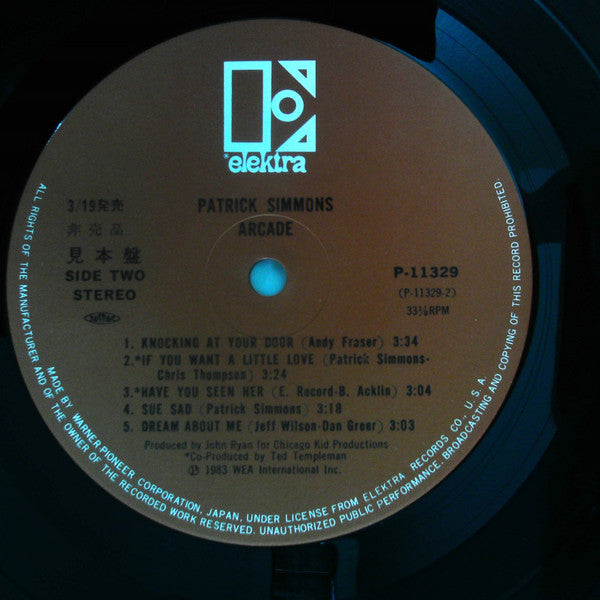 *elektra
PATRICK SIMMONS
ARCADE
3/19発売
非売品
見本盤
SIDE TWO
STEREO
P-11329
(P-11329-2)
33⅓RPM
1. KNOCKING AT YOUR DOOR (Andy Fraser) 3:34
2.*IF YOU WANT A LITTLE LOVE (Patrick Simmons-
Chris Thompson) 3:24
3.*HAVE YOU SEEN HER (E. Record-B. Acklin) 3:04
4. SUE SAD (Patrick Simmons) 3:18
5. DREAM ABOUT ME (Jeff Wilson-Dan Greer) 3:03
Produced by John Ryan for Chicago Kid Productions
*Co-Produced by Ted Templeman
Ⓟ 1983 WEA International Inc.
ALL RIGHTS OF THE MANUFACTURER AND OF THE OWNER OF THE RECORDED WORK RESERVED. UNAUTHORIZED PUBLIC PERFORMANCE, BROADCASTING AND COPYING OF THIS RECORD PROHIBITED.
MADE BY WARNER-PIONEER CORPORATION, JAPAN, UNDER LICENSE FROM ELEKTRA RECORDS CO., U.S.A.